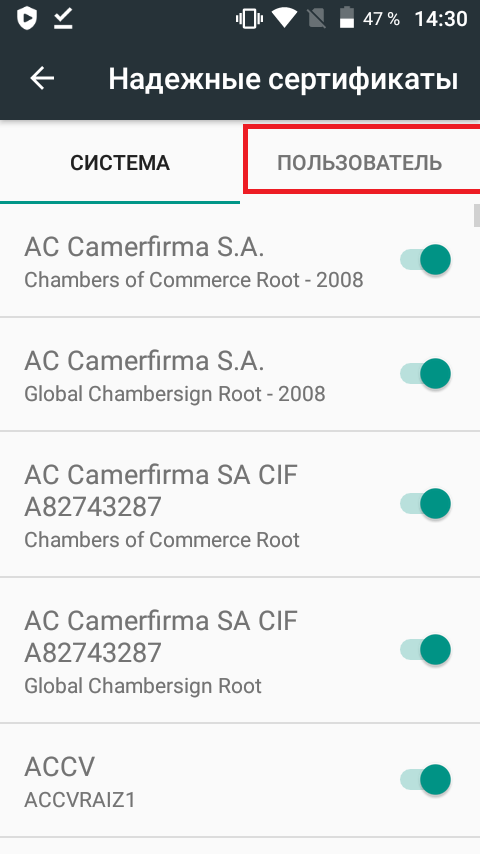 47 % 14:30
Надежные сертификаты
СИСТЕМА ПОЛЬЗОВАТЕЛЬ
AC Camerfirma S.A.
Chambers of Commerce Root - 2008
AC Camerfirma S.A.
Global Chambersign Root - 2008
AC Camerfirma SA CIF
A82743287
Chambers of Commerce Root
AC Camerfirma SA CIF
A82743287
Global Chambersign Root
ACCV
ACCVRAIZ1